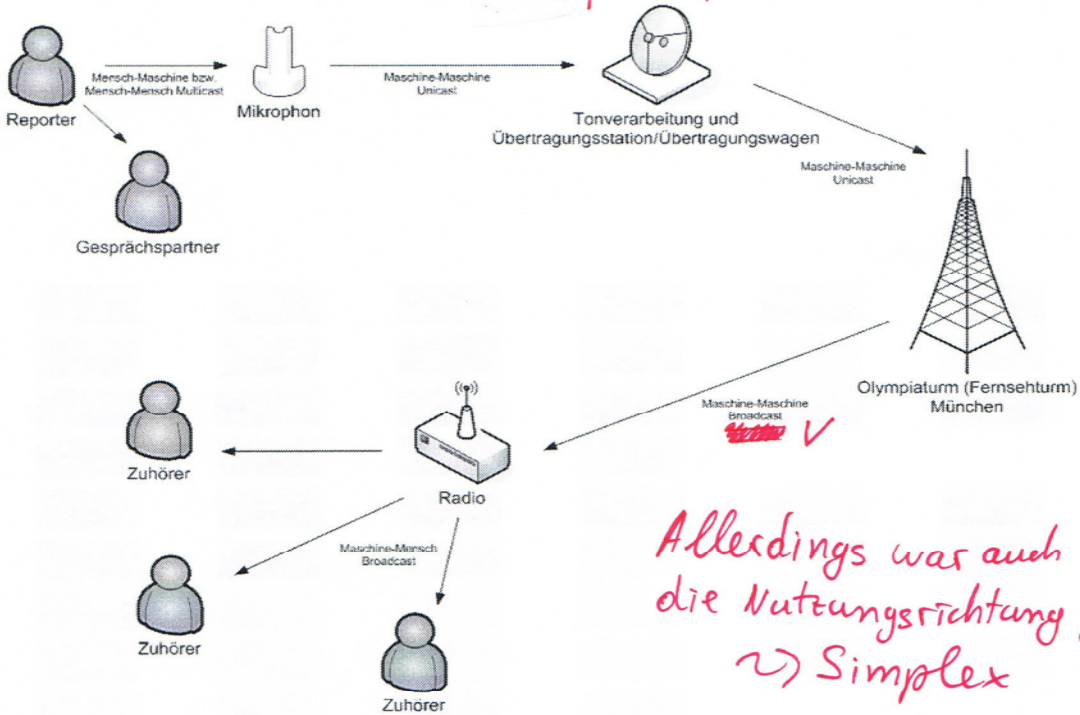 Reporter
Mensch-Maschine bzw.
Mensch-Mensch Multicast
Mikrophon
Maschine-Maschine
Unicast
Tonverarbeitung und
Übertragungsstation/Übertragungswagen
Gesprächspartner
Maschine-Maschine
Unicast
Olympiaturm (Fernsehturm)
München
Maschine-Maschine
Broadcast
Radio
Zuhörer
Maschine-Mensch
Broadcast
Zuhörer
Zuhörer
Allerdings war auch
die Nutzungsrichtung
Simplex